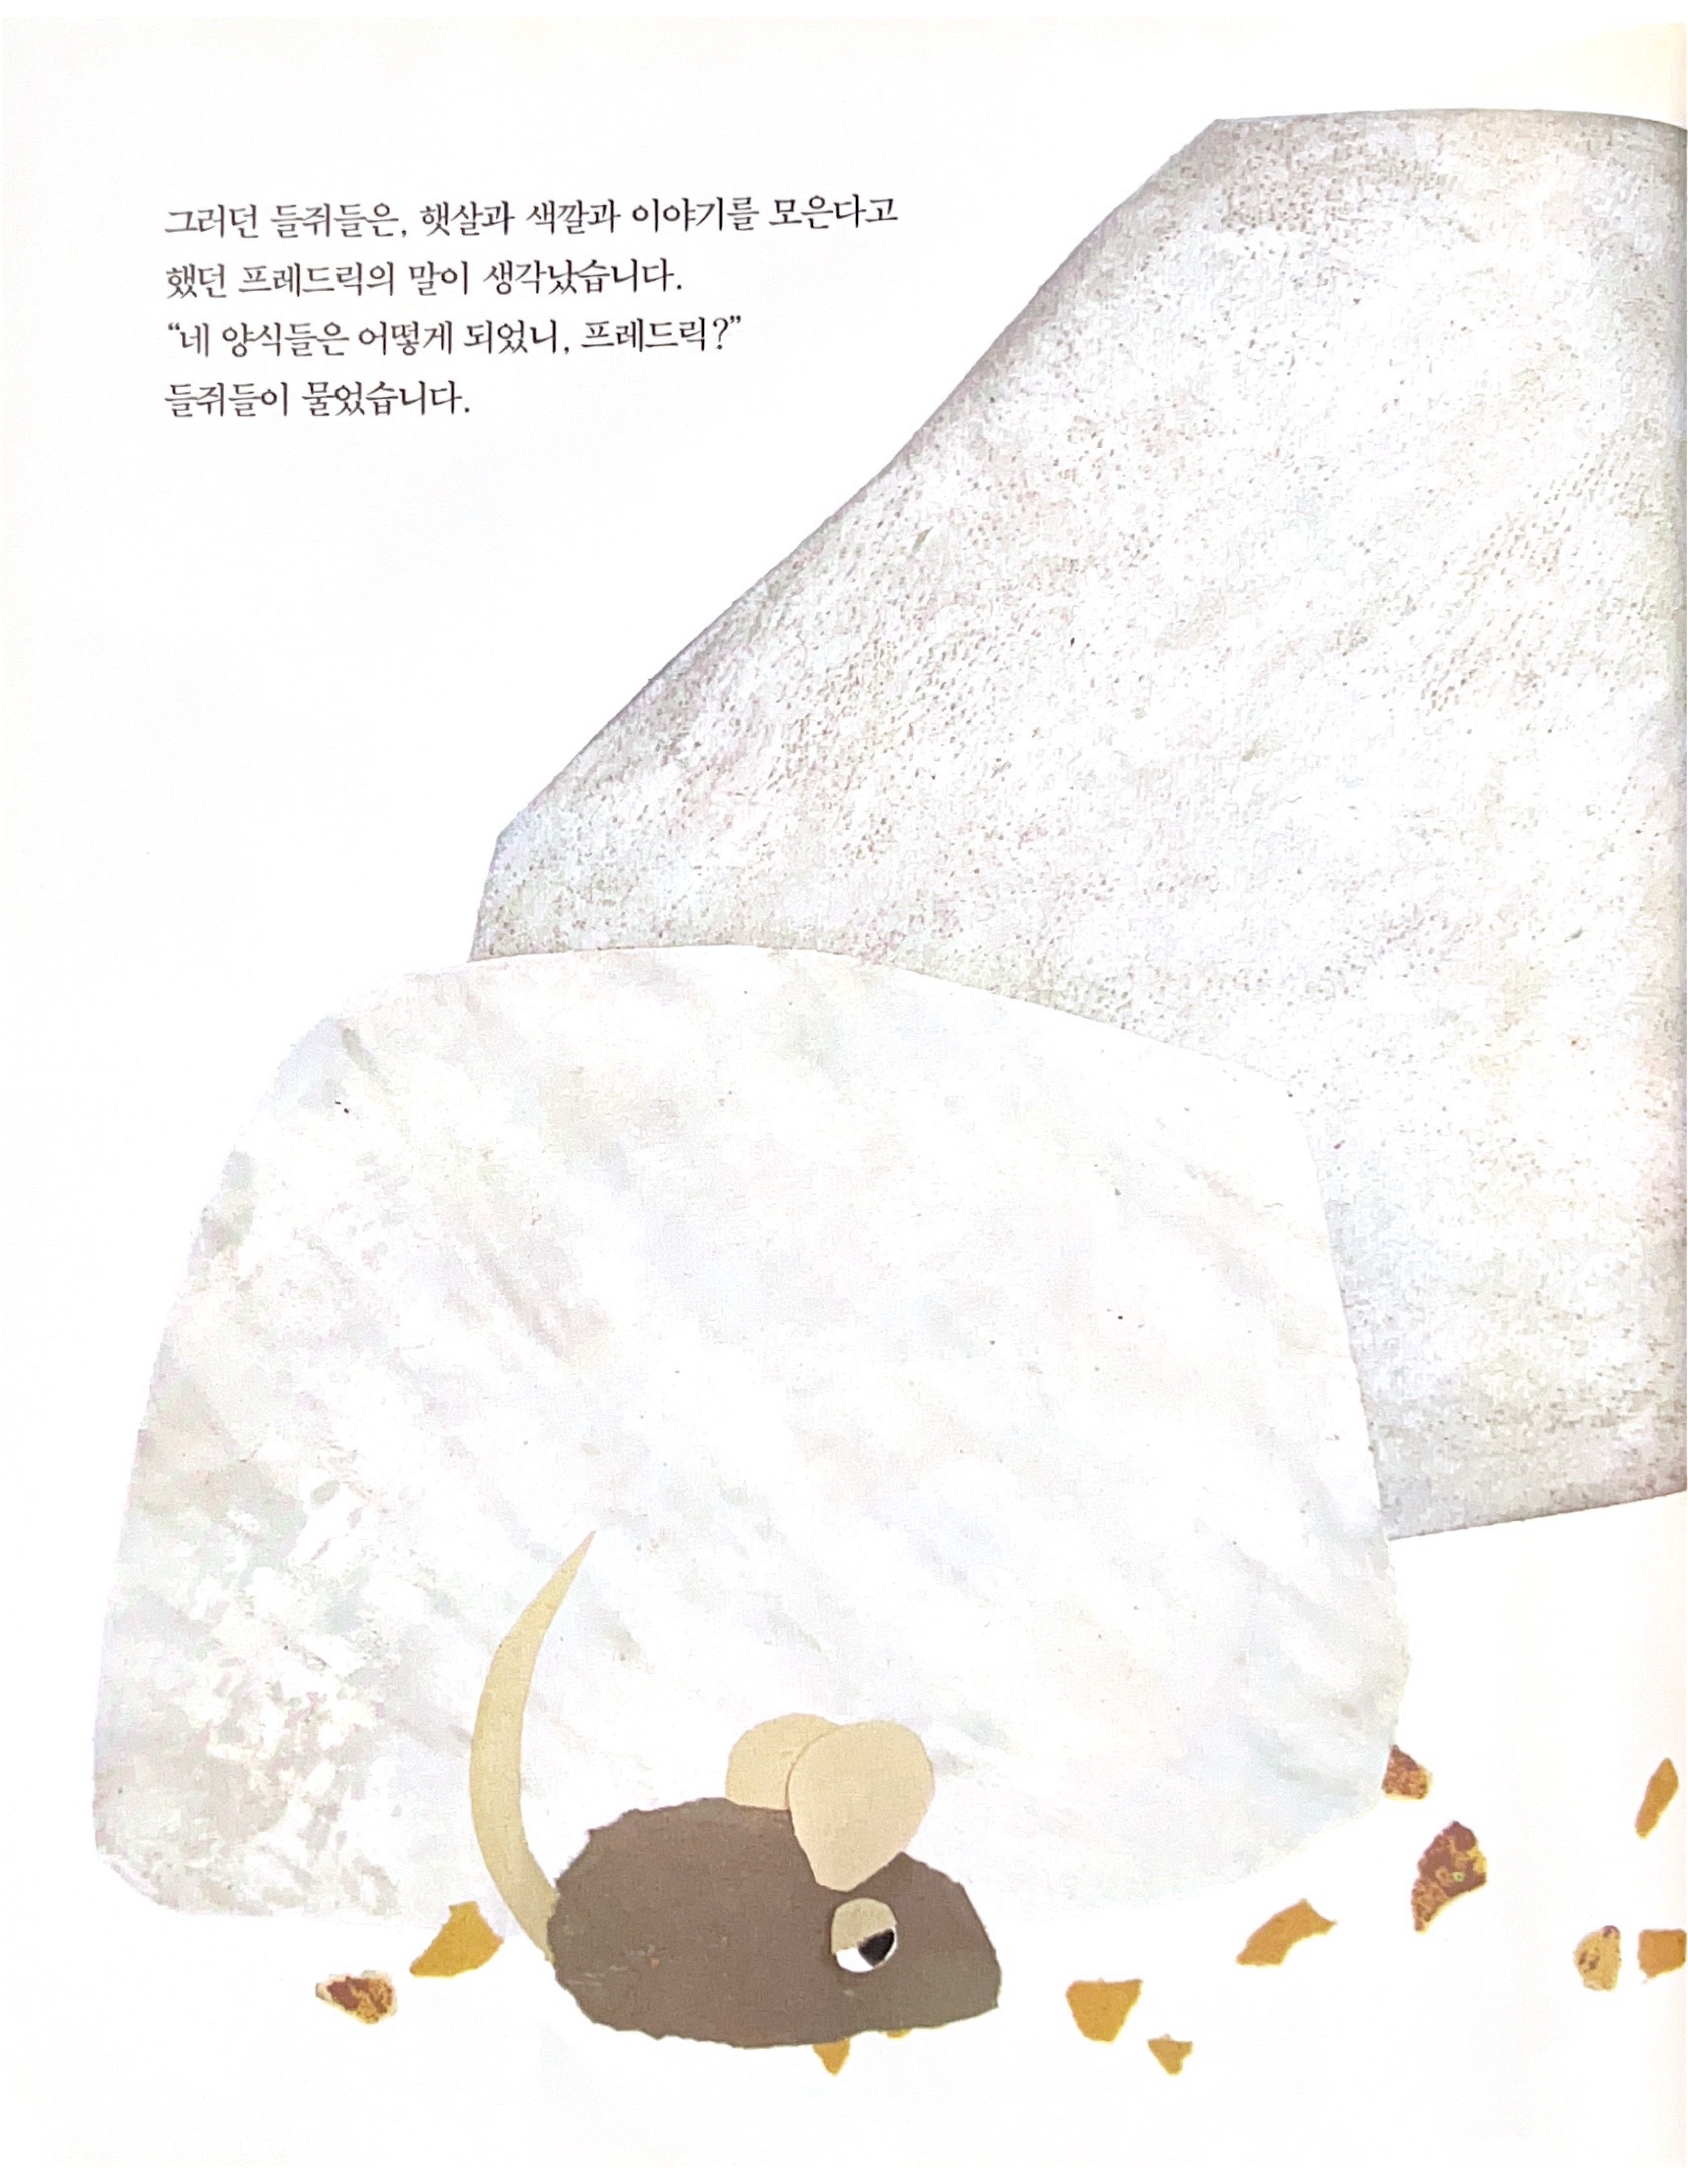 그러던 들쥐들은, 햇살과 색깔과 이야기를 모은다고
했던 프레드릭의 말이 생각났습니다.
“네 양식들은 어떻게 되었니, 프레드릭?”
들쥐들이 물었습니다.